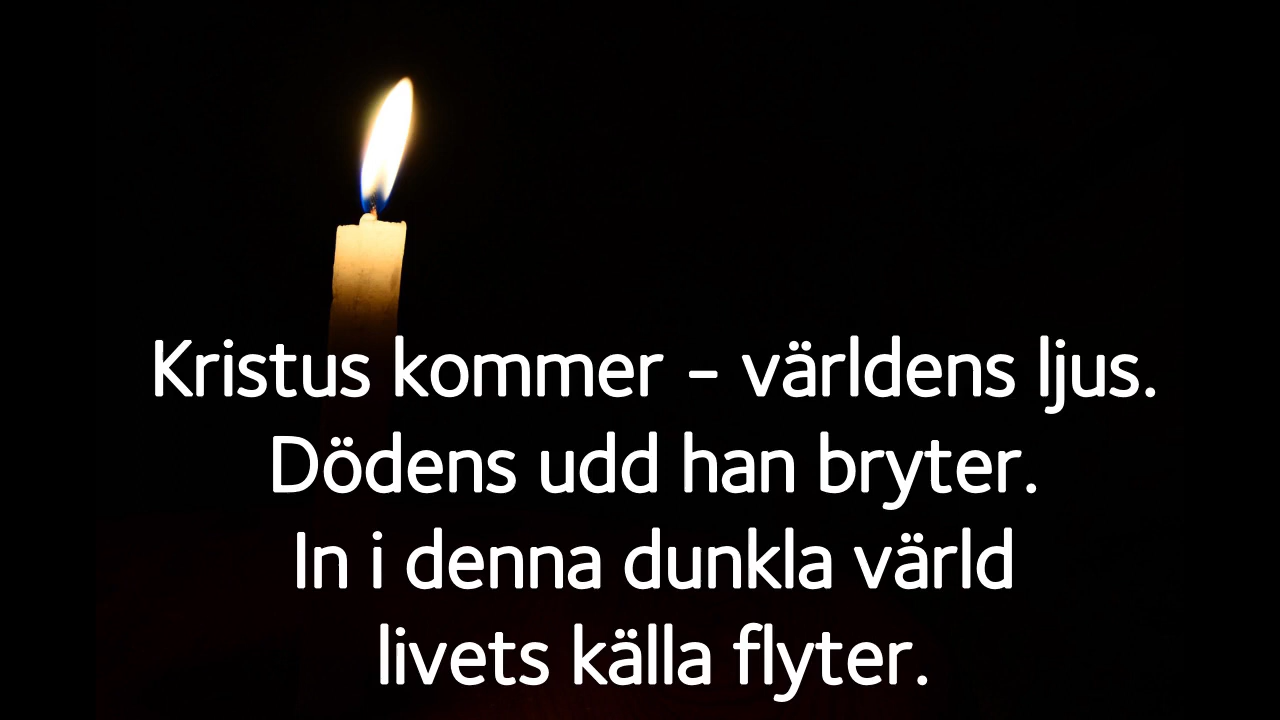 Kristus kommer – världens ljus.
Dödens udd han bryter.
In i denna dunkla värld
livets källa flyter.